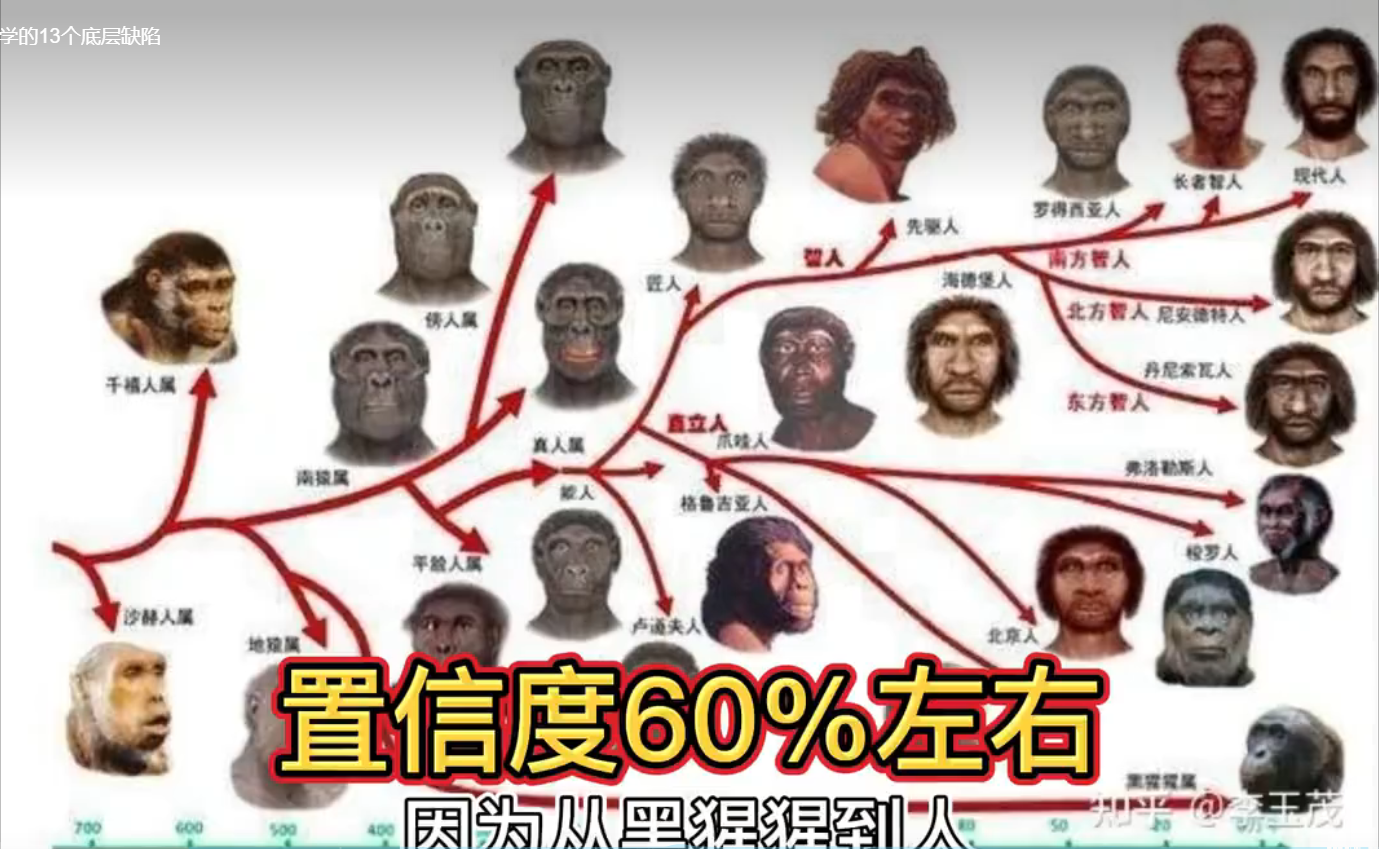 学的13个底层缺陷
长者智人
现代人
罗得西亚人
先驱人
智人
南方智人
匠人
海德堡人
北方智人
尼安德特人
傍人属
丹尼索瓦人
千禧人属
东方智人
直立人
爪哇人
真人属
弗洛勒斯人
南猿属
能人
格鲁吉亚人
梭罗人
平脸人属
沙赫人属
卢道夫人
北京人
地猿属
置信度60%左右
黑猩猩属
知乎 @李玉茂
因为从黑猩猩到人
700
600
500
400
80
50
20